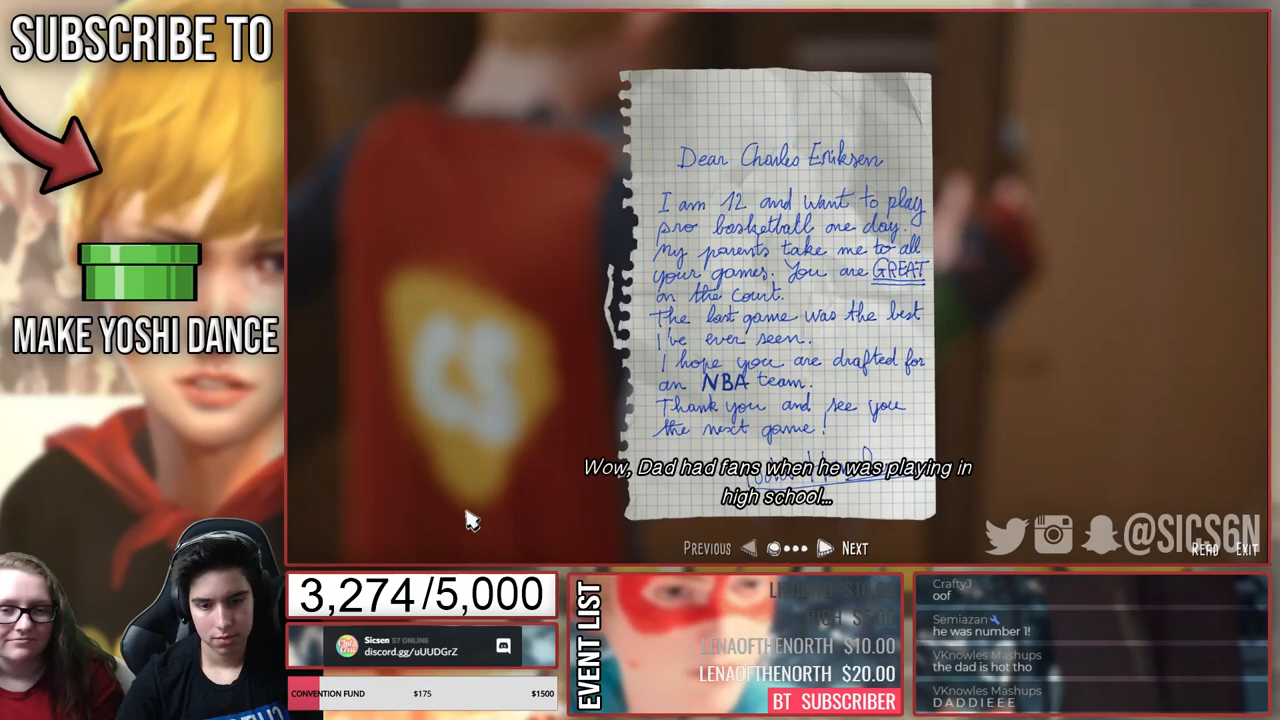 SUBSCRIBE TO
MAKE YOSHI DANCE
CS
Dear Charles Eriksen
I am 12 and want to play
pro basketball one day.
My parents take me to all
your games. You are GREAT
on the court.
The last game was the best
I've ever seen.
I hope you are drafted for
an NBA team.
Thank you and see you
the next game!
Wow, Dad had fans when he was playing in
high school...
PREVIOUS
NEXT
@SICS6N
READ
EXIT
3,274/5,000
Sicsen 57 ONLINE
discord.gg/uUUDGrZ
CONVENTION FUND $175 $1500
EVENT LIST
LENAOFTHENORTH $10.00
LENAOFTHENORTH $20.00
BT SUBSCRIBER
CraftyJ
oof
Semiazan
he was number 1!
VKnowles Mashups
the dad is hot tho
VKnowles Mashups
D A D D I E E E